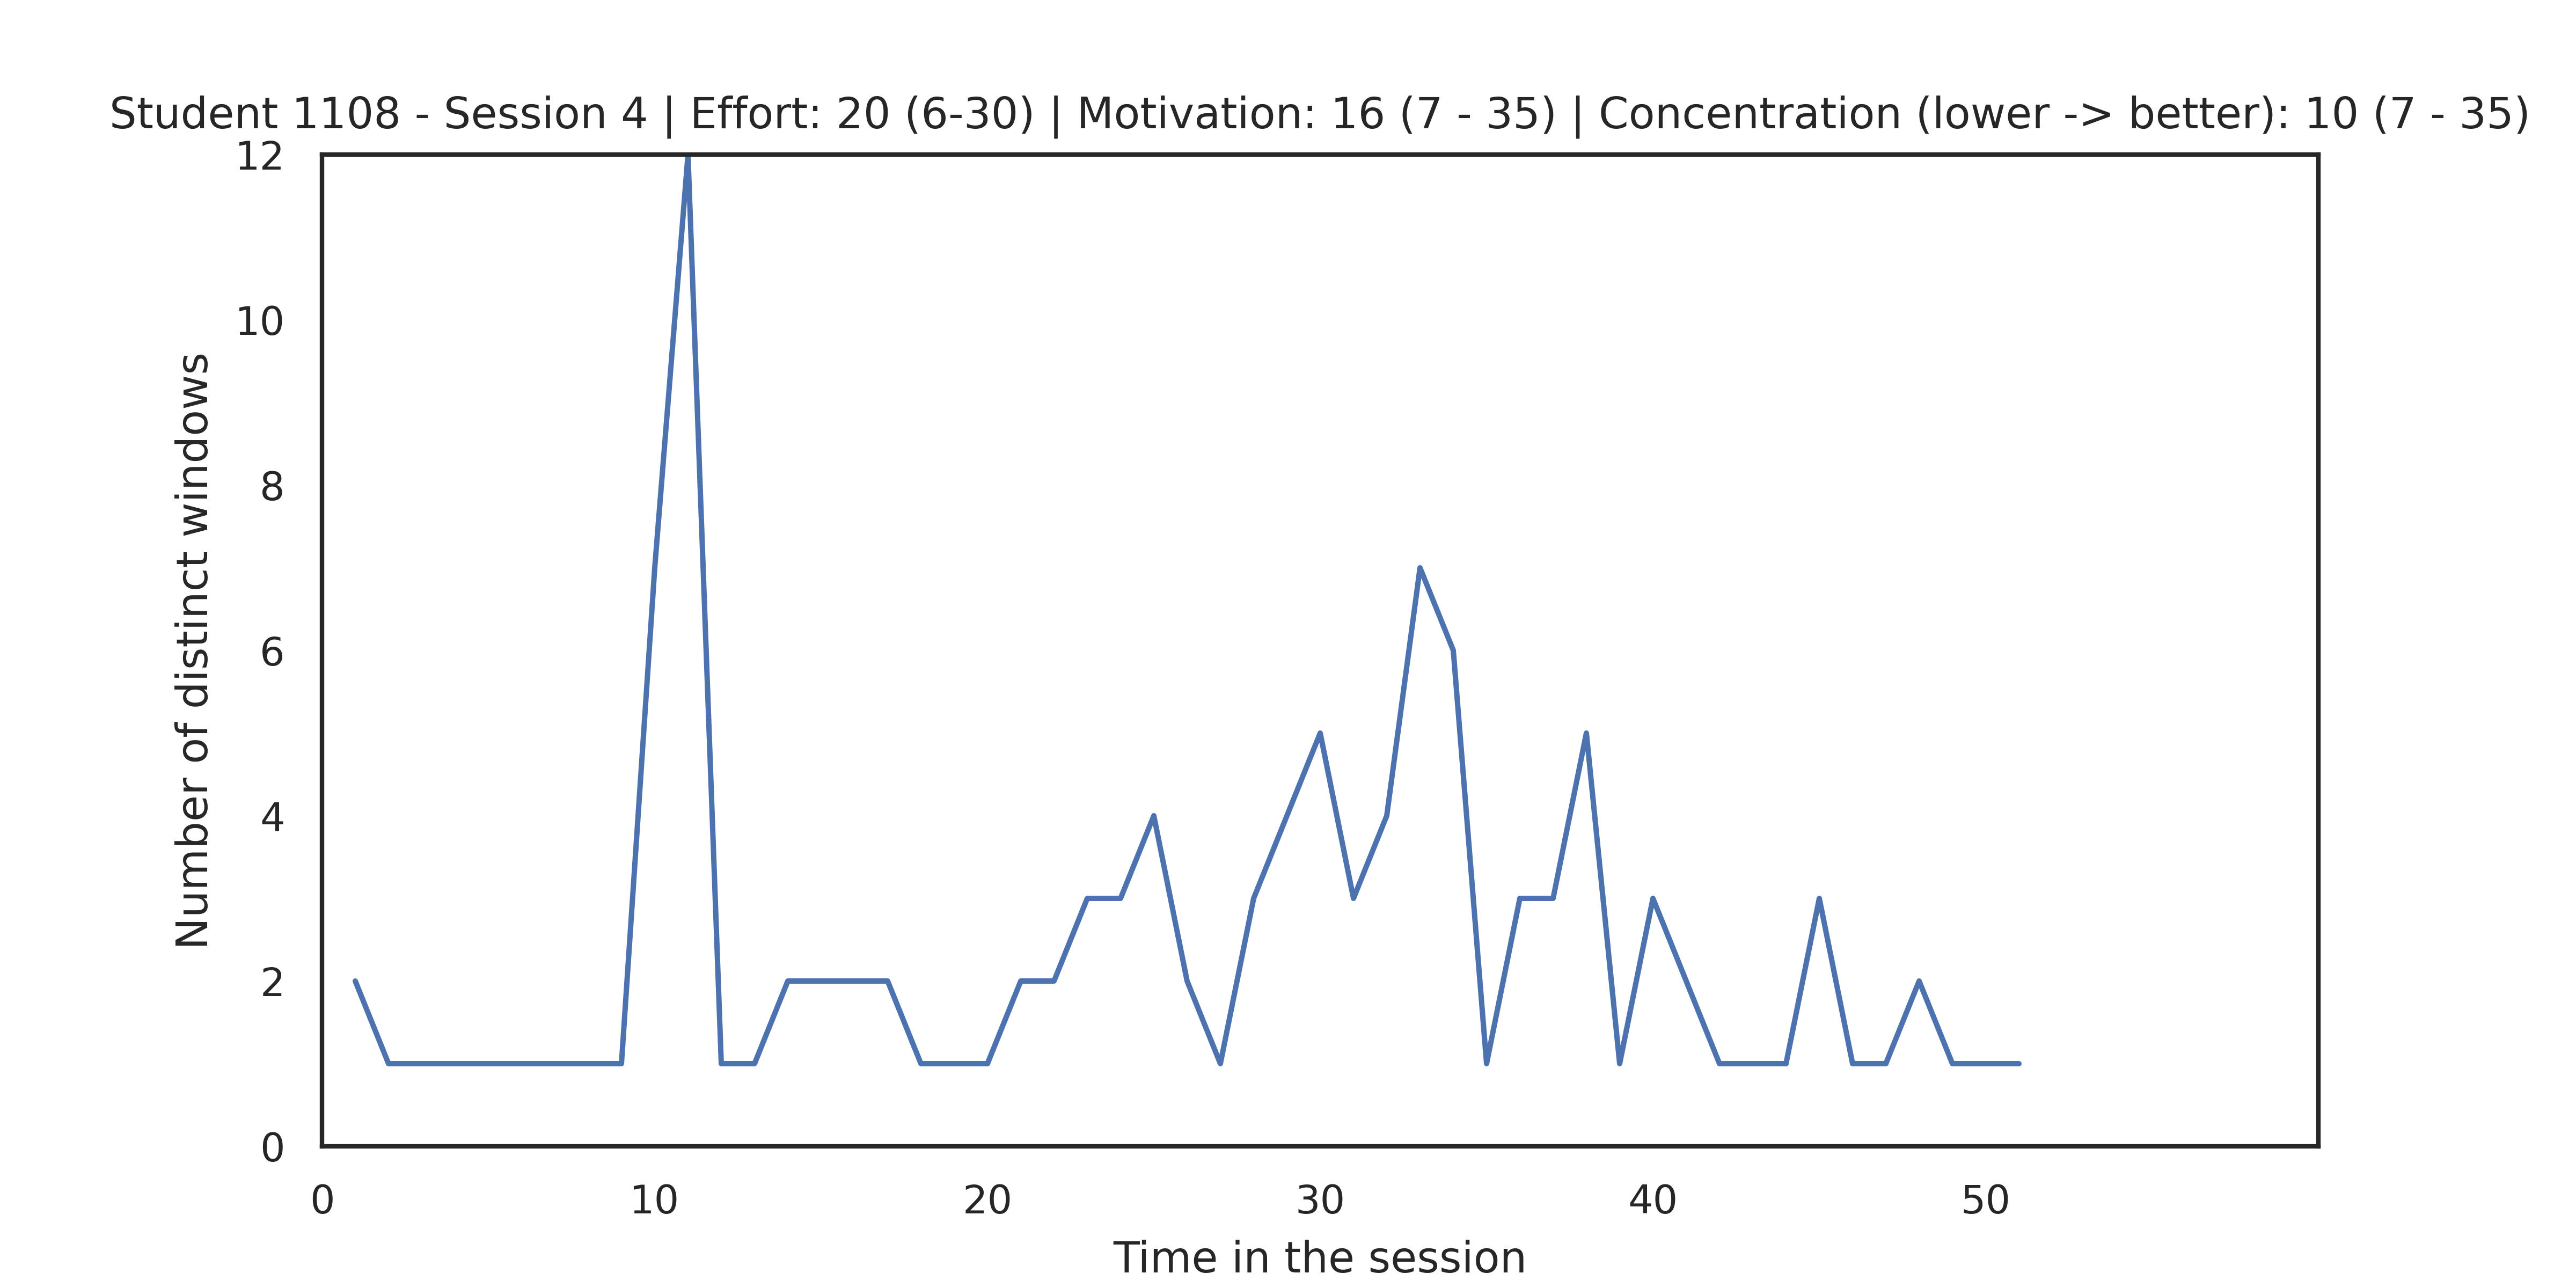 Student 1108 - Session 4 | Effort: 20 (6-30) | Motivation: 16 (7 - 35) | Concentration (lower -> better): 10 (7 - 35)
12
10
8
6
4
2
0
Number of distinct windows
0 10 20 30 40 50
Time in the session